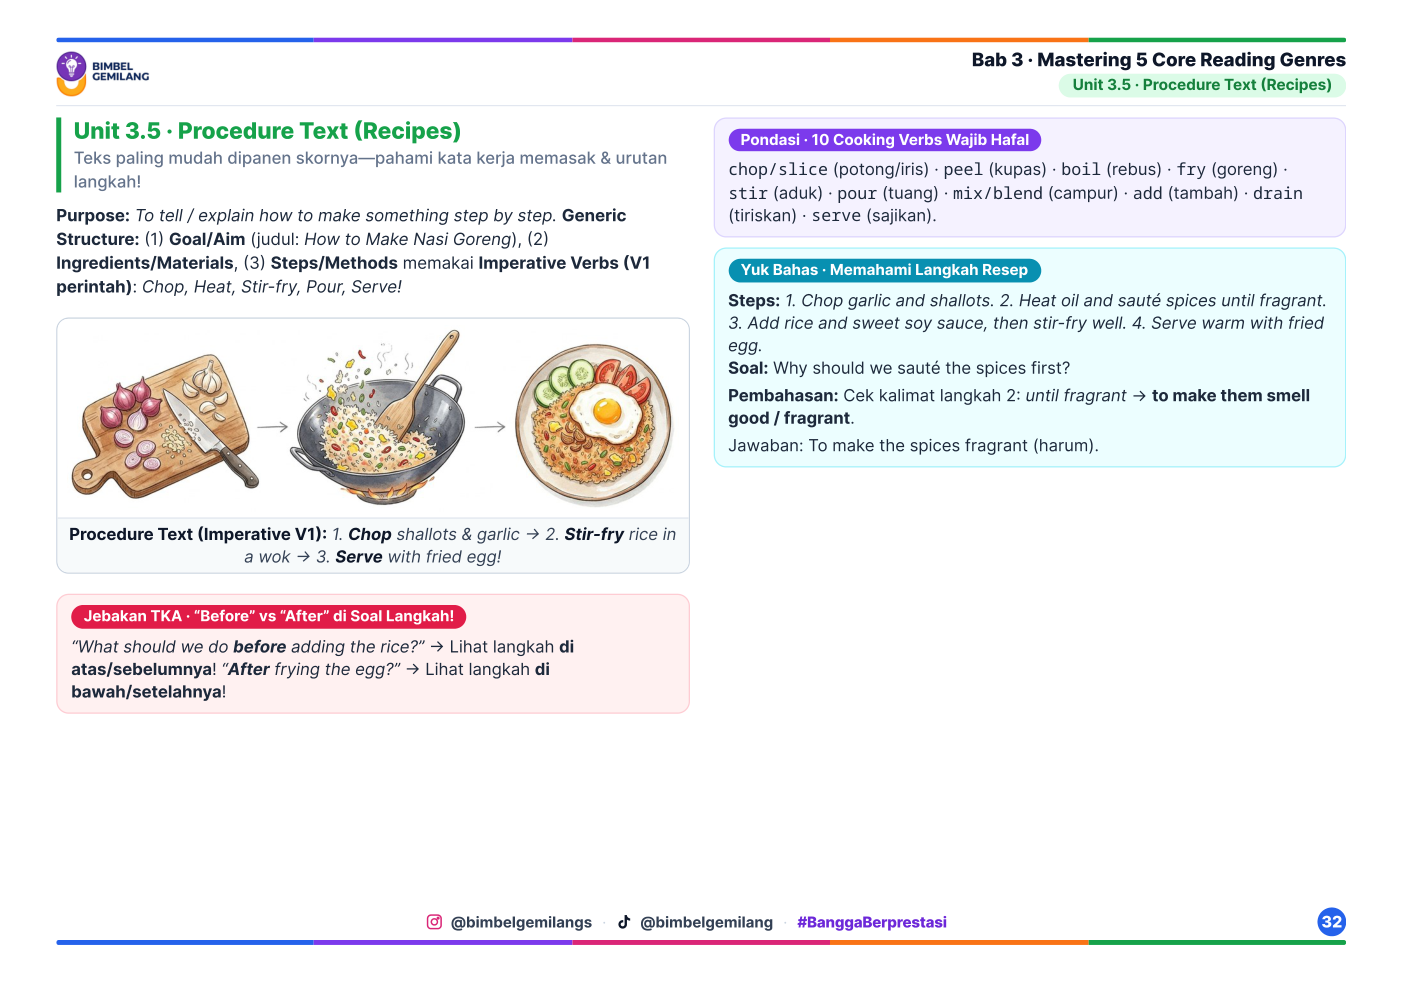 BIMBEL
GEMILANG
Bab 3 · Mastering 5 Core Reading Genres
Unit 3.5 · Procedure Text (Recipes)
Unit 3.5 · Procedure Text (Recipes)
Teks paling mudah dipanen skornya—pahami kata kerja memasak & urutan
langkah!
Purpose: To tell / explain how to make something step by step. Generic
Structure: (1) Goal/Aim (judul: How to Make Nasi Goreng), (2)
Ingredients/Materials, (3) Steps/Methods memakai Imperative Verbs (V1
perintah): Chop, Heat, Stir-fry, Pour, Serve!
Procedure Text (Imperative V1): 1. Chop shallots & garlic → 2. Stir-fry rice in
a wok → 3. Serve with fried egg!
Jebakan TKA · “Before” vs “After” di Soal Langkah!
“What should we do before adding the rice?” → Lihat langkah di
atas/sebelumnya! “After frying the egg?” → Lihat langkah di
bawah/setelahnya!
Pondasi · 10 Cooking Verbs Wajib Hafal
chop/slice (potong/iris) · peel (kupas) · boil (rebus) · fry (goreng) ·
stir (aduk) · pour (tuang) · mix/blend (campur) · add (tambah) · drain
(tiriskan) · serve (sajikan).
Yuk Bahas · Memahami Langkah Resep
Steps: 1. Chop garlic and shallots. 2. Heat oil and sauté spices until fragrant.
3. Add rice and sweet soy sauce, then stir-fry well. 4. Serve warm with fried
egg.
Soal: Why should we sauté the spices first?
Pembahasan: Cek kalimat langkah 2: until fragrant → to make them smell
good / fragrant.
Jawaban: To make the spices fragrant (harum).
@bimbelgemilangs · @bimbelgemilang · #BanggaBerprestasi
32